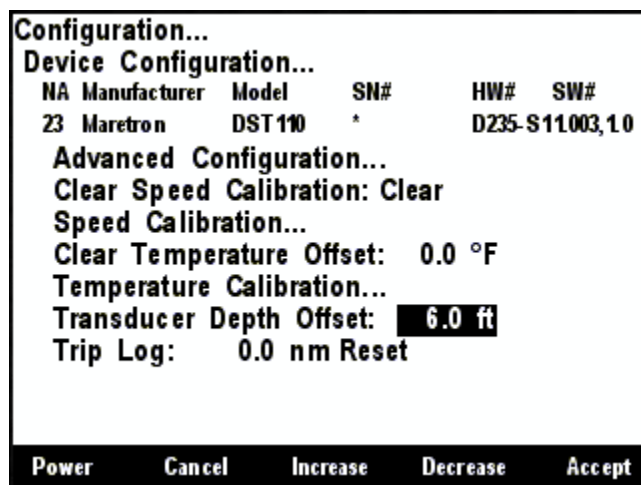 Configuration...
Device Configuration...
NA Manufacturer Model SN# HW# SW#
23 Maretron DST110 * D235-S11.003,1.0
Advanced Configuration...
Clear Speed Calibration: Clear
Speed Calibration...
Clear Temperature Offset: 0.0 °F
Temperature Calibration...
Transducer Depth Offset: 6.0 ft
Trip Log: 0.0 nm Reset
Power Cancel Increase Decrease Accept